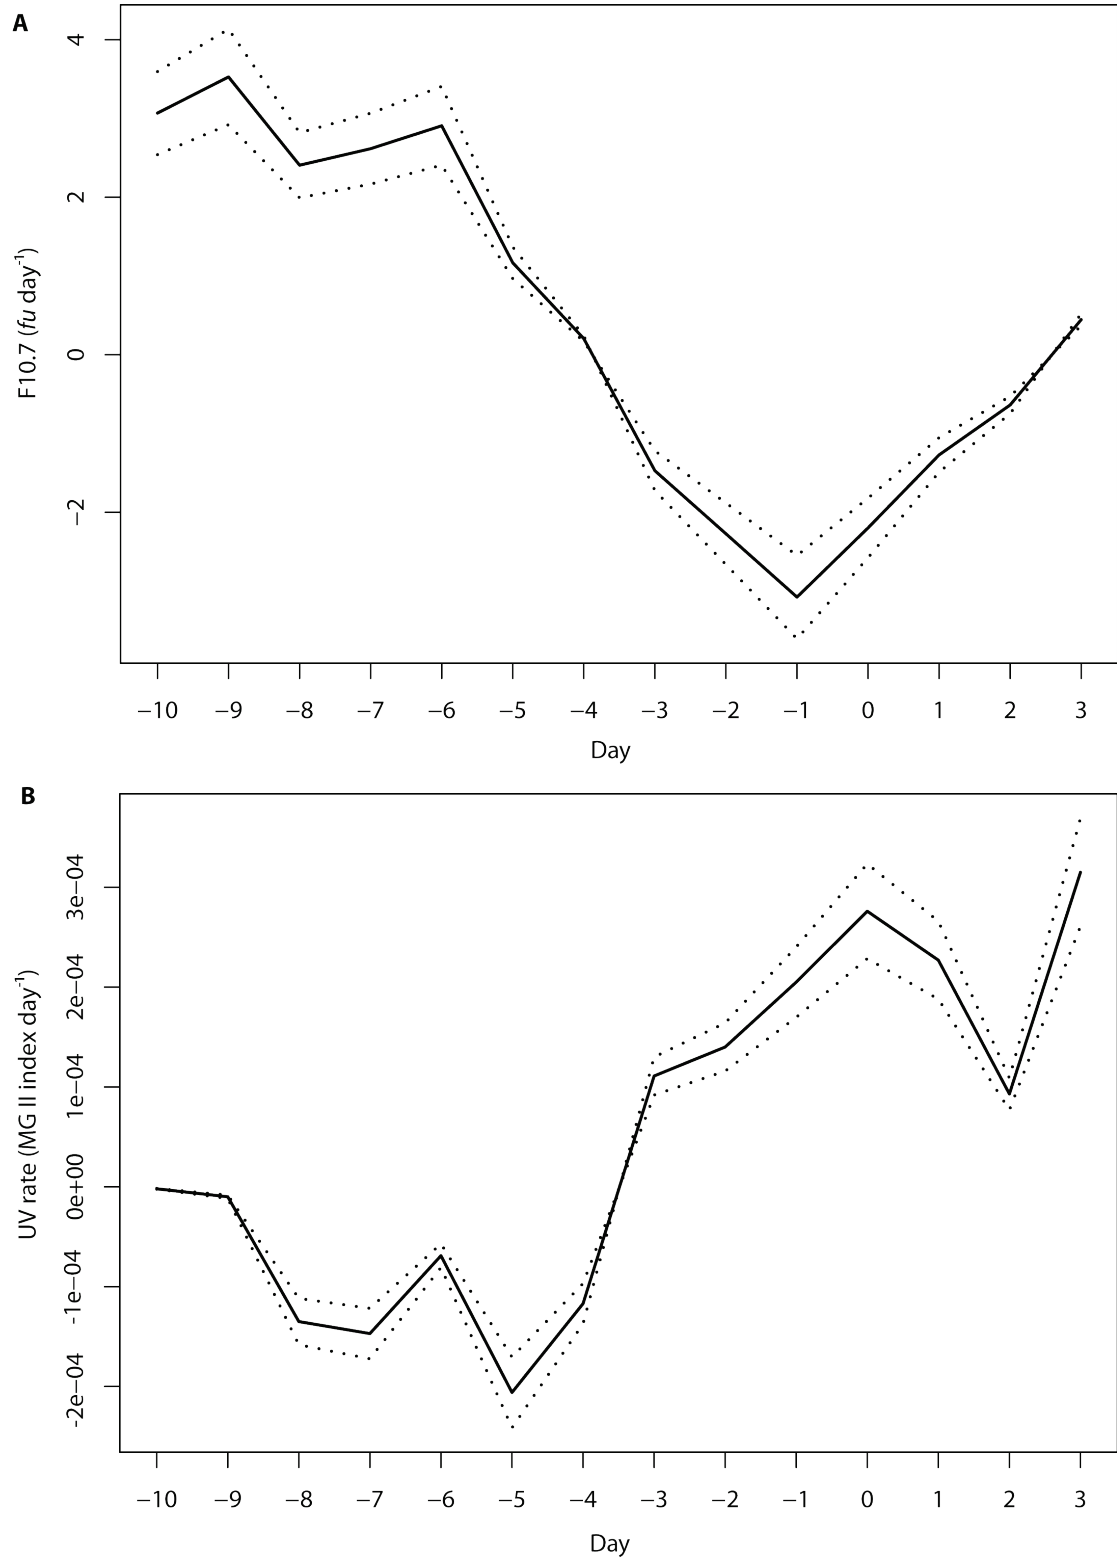 A
4
2
0
−2
F10.7 (fu day-1)
−10 −9 −8 −7 −6 −5 −4 −3 −2 −1 0 1 2 3
Day
B
3e−04
2e−04
1e−04
0e+00
-1e−04
-2e−04
UV rate (MG II index day-1)
−10 −9 −8 −7 −6 −5 −4 −3 −2 −1 0 1 2 3
Day